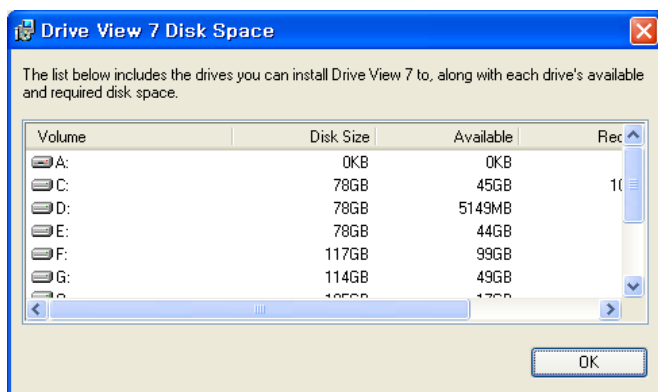 Drive View 7 Disk Space
The list below includes the drives you can install Drive View 7 to, along with each drive's available
and required disk space.
Volume Disk Size Available
A: 0KB 0KB
C: 78GB 45GB
D: 78GB 5149MB
E: 78GB 44GB
F: 117GB 99GB
G: 114GB 49GB
OK